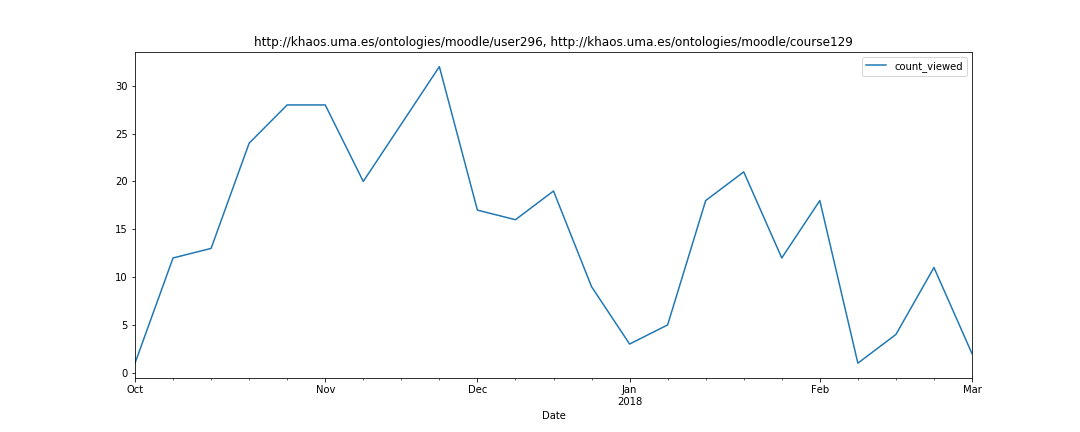 http://khaos.uma.es/ontologies/moodle/user296, http://khaos.uma.es/ontologies/moodle/course129
count_viewed
30
25
20
15
10
5
0
Oct Nov Dec Jan Feb Mar
2018
Date